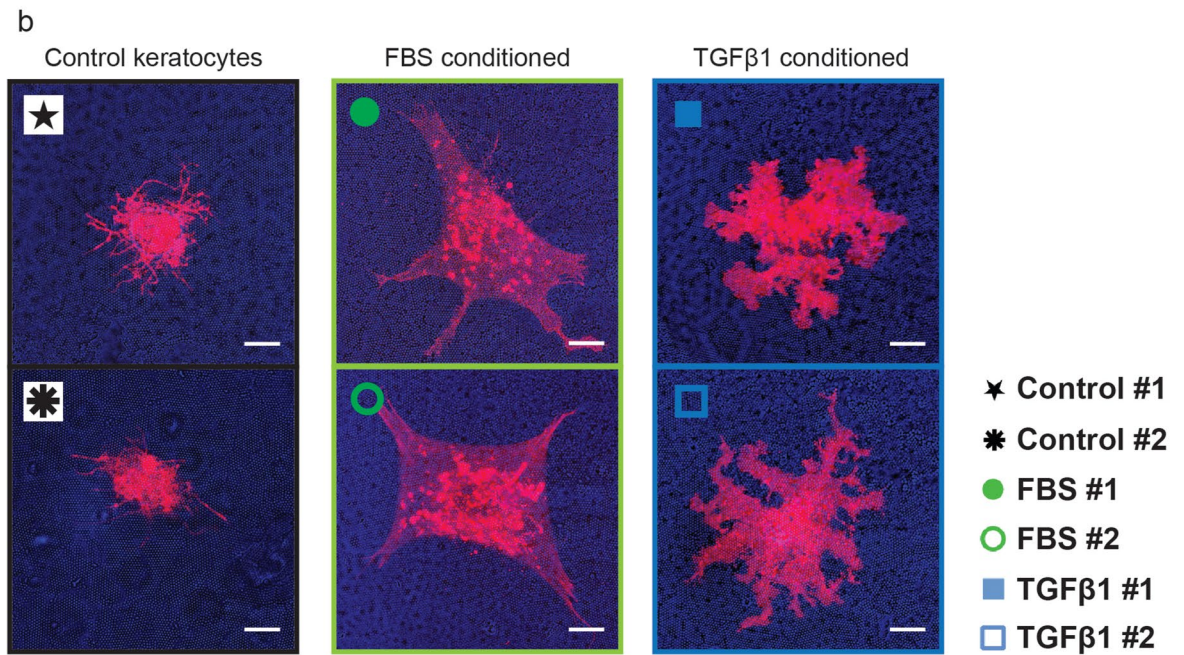 b
Control keratocytes
FBS conditioned
TGFβ1 conditioned
Control #1
Control #2
FBS #1
FBS #2
TGFβ1 #1
TGFβ1 #2